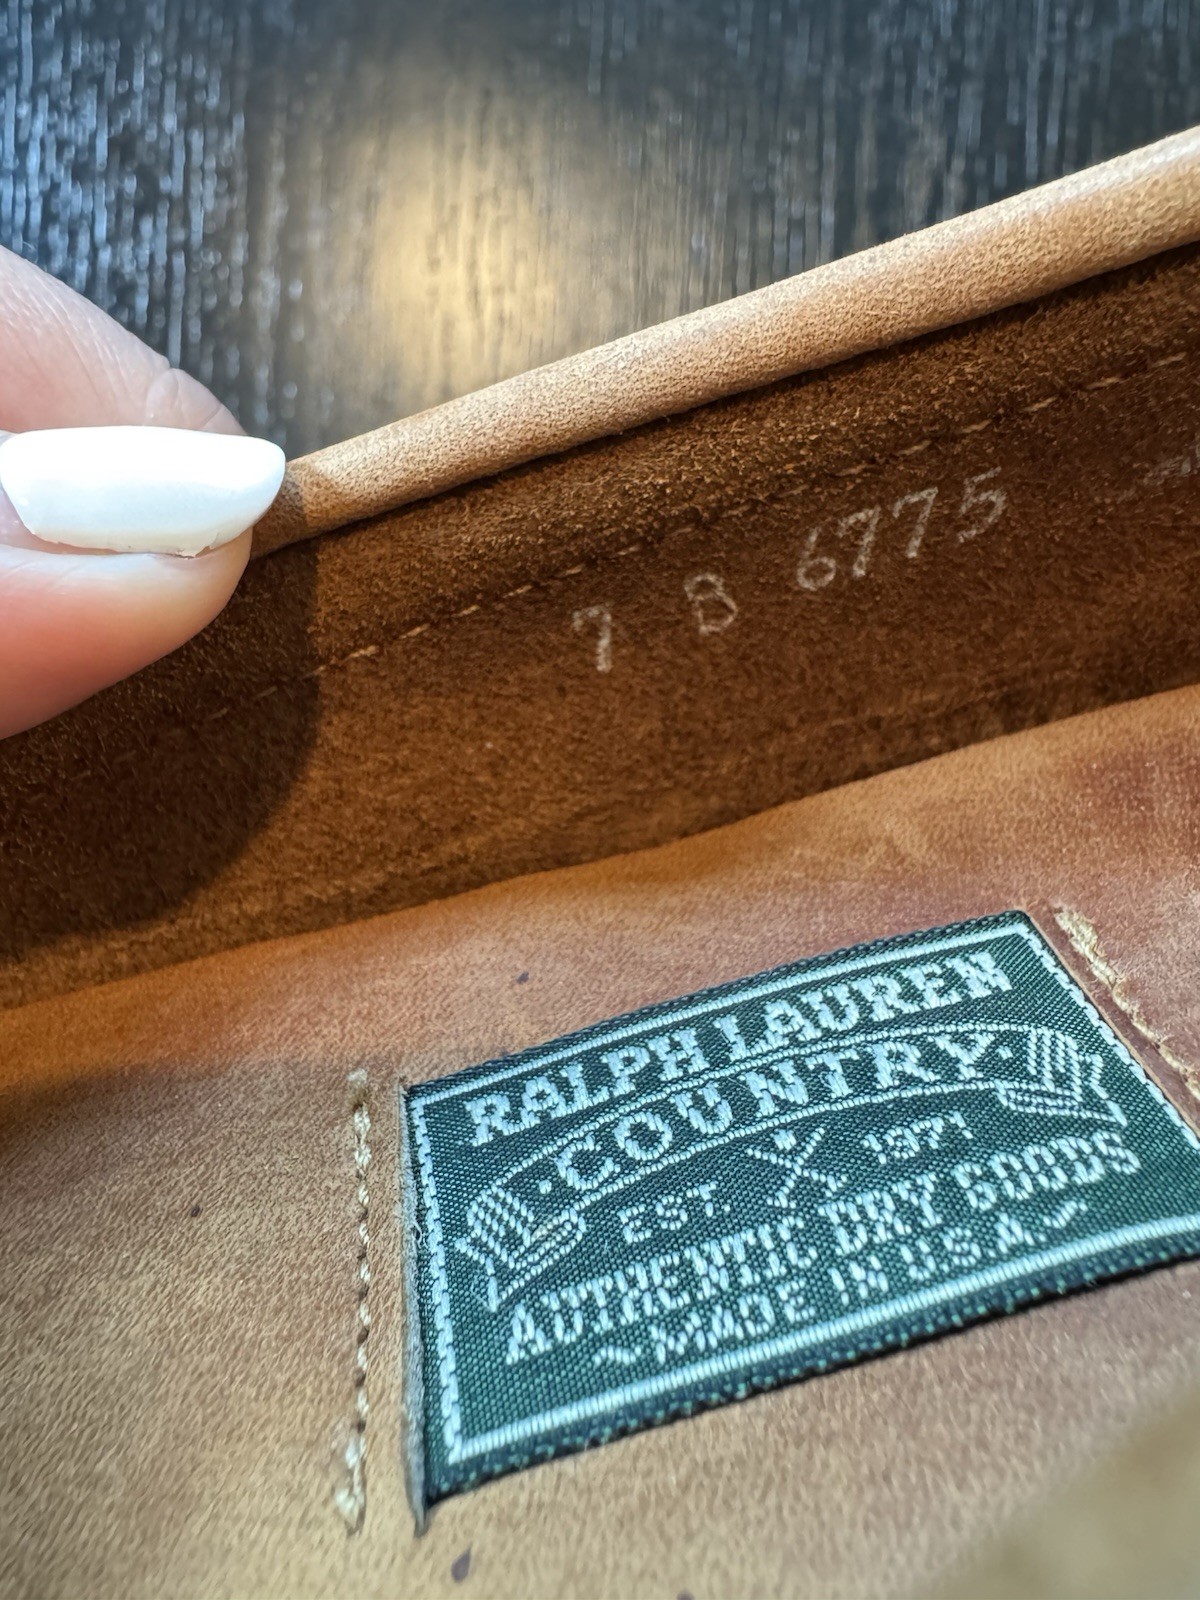 7 B 6775
RALPH LAUREN
·COUNTRY·
EST. 1971
AUTHENTIC DRY GOODS
MADE IN U.S.A.